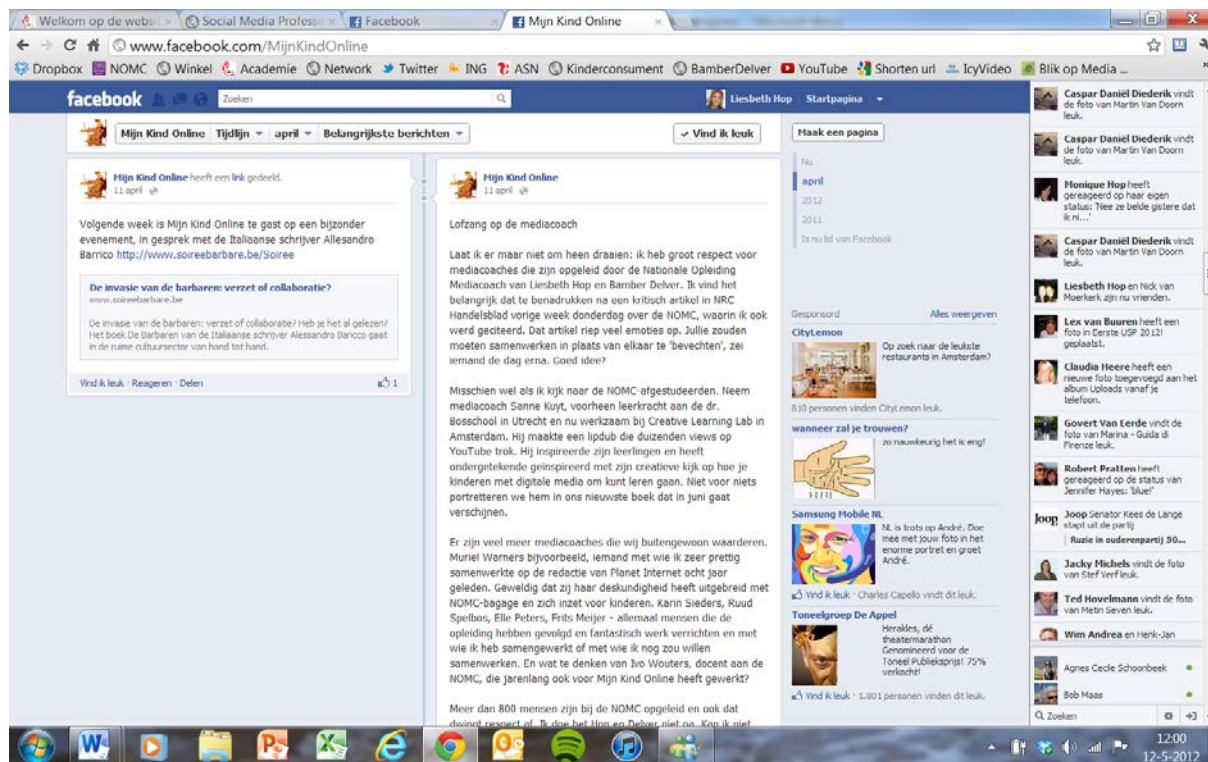 Welkom op de websit
Social Media Profess
Facebook
Mijn Kind Online
www.facebook.com/MijnKindOnline
Dropbox NOMC Winkel Academie Network Twitter ING ASN Kinderconsument BamberDelver YouTube Shorten url IcyVideo Blik op Media ...
facebook
Zoeken
Liesbeth Hop Startpagina
Mijn Kind Online Tijdlijn april Belangrijkste berichten
Vind ik leuk
Maak een pagina
Mijn Kind Online heeft een link gedeeld.
11 april
Volgende week is Mijn Kind Online te gast op een bijzonder
evenement, in gesprek met de Italiaanse schrijver Allesandro
Barrico http://www.soireebarbare.be/Soiree
De invasie van de barbaren: verzet of collaboratie?
www.soireebarbare.be
De invasie van de barbaren: verzet of collaboratie? Heb je het al gelezen?
Het boek De Barbaren van de Italiaanse schrijver Alessandro Baricco gaat
in de ruime cultuursector van hand tot hand.
Vind ik leuk · Reageren · Delen 1
Mijn Kind Online
11 april
Lofzang op de mediacoach
Laat ik er maar niet om heen draaien: ik heb groot respect voor
mediacoaches die zijn opgeleid door de Nationale Opleiding
Mediacoach van Liesbeth Hop en Bamber Delver. Ik vind het
belangrijk dat te benadrukken na een kritisch artikel in NRC
Handelsblad vorige week donderdag over de NOMC, waarin ik ook
werd geciteerd. Dat artikel riep veel emoties op. Jullie zouden
moeten samenwerken in plaats van elkaar te 'bevechten', zei
iemand de dag erna. Goed idee?
Misschien wel als ik kijk naar de NOMC-afgestudeerden. Neem
mediacoach Sanne Kuyt, voorheen leerkracht aan de dr.
Bosschool in Utrecht en nu werkzaam bij Creative Learning Lab in
Amsterdam. Hij maakte een lipdub die duizenden views op
YouTube trok. Hij inspireerde zijn leerlingen en heeft
ondergetekende geïnspireerd met zijn creatieve kijk op hoe je
kinderen met digitale media om kunt leren gaan. Niet voor niets
portretteren we hem in ons nieuwste boek dat in juni gaat
verschijnen.
Er zijn veel meer mediacoaches die wij buitengewoon waarderen.
Muriel Warners bijvoorbeeld, iemand met wie ik zeer prettig
samenwerkte op de redactie van Planet Internet acht jaar
geleden. Geweldig dat zij haar deskundigheid heeft uitgebreid met
NOMC-bagage en zich inzet voor kinderen. Karin Sieders, Ruud
Spelbos, Elle Peters, Frits Meijer - allemaal mensen die de
opleiding hebben gevolgd en fantastisch werk verrichten en met
wie ik heb samengewerkt of met wie ik nog zou willen
samenwerken. En wat te denken van Ivo Wouters, docent aan de
NOMC, die jarenlang ook voor Mijn Kind Online heeft gewerkt?
Meer dan 800 mensen zijn bij de NOMC opgeleid en ook dat
dwingt respect af. Ik doe het Hop en Delver niet na. Kon ik niet
Nu
april
2012
2011
Is nu lid van Facebook
Gesponsord Alles weergeven
CityLemon
Op zoek naar de leukste
restaurants in Amsterdam?
810 personen vinden CityLemon leuk.
wanneer zal je trouwen?
zo nauwkeurig het is eng!
Samsung Mobile NL
NL is trots op André. Doe
mee met jouw foto in het
enorme portret en groet
André.
Vind ik leuk · Charles Capello vindt dit leuk.
Toneelgroep De Appel
Herakles, dé
theatermarathon
Genomineerd voor de
Toneel Publieksprijs! 75%
verkocht!
Vind ik leuk · 1.801 personen vinden dit leuk.
Caspar Daniël Diederik vindt
de foto van Martin Van Doorn
leuk.
Caspar Daniël Diederik vindt
de foto van Martin Van Doorn
leuk.
Monique Hop heeft
gereageerd op haar eigen
status: 'Nee ze belde gistere dat
ik ni...'
Caspar Daniël Diederik vindt
de foto van Martin Van Doorn
leuk.
Liesbeth Hop en Nick van
Moerkerk zijn nu vrienden.
Lex van Buuren heeft een
foto in Eerste USP 2012!
geplaatst.
Claudia Heere heeft een
nieuwe foto toegevoegd aan het
album Uploads vanaf je
telefoon.
Govert Van Eerde vindt de
foto van Marina - Guida di
Firenze leuk.
Robert Pratten heeft
gereageerd op de status van
Jennifer Hayes: 'blue!'
Joop
Joop Senator Kees de Lange
stapt uit de partij
Ruzie in ouderenpartij 50...
Jacky Michels vindt de foto
van Stef Verf leuk.
Ted Hovelmann vindt de foto
van Metin Seven leuk.
Wim Andrea en Henk-Jan
Agnes Cecile Schoonbeek
Bob Maas
Zoeken
12:00
12-5-2012